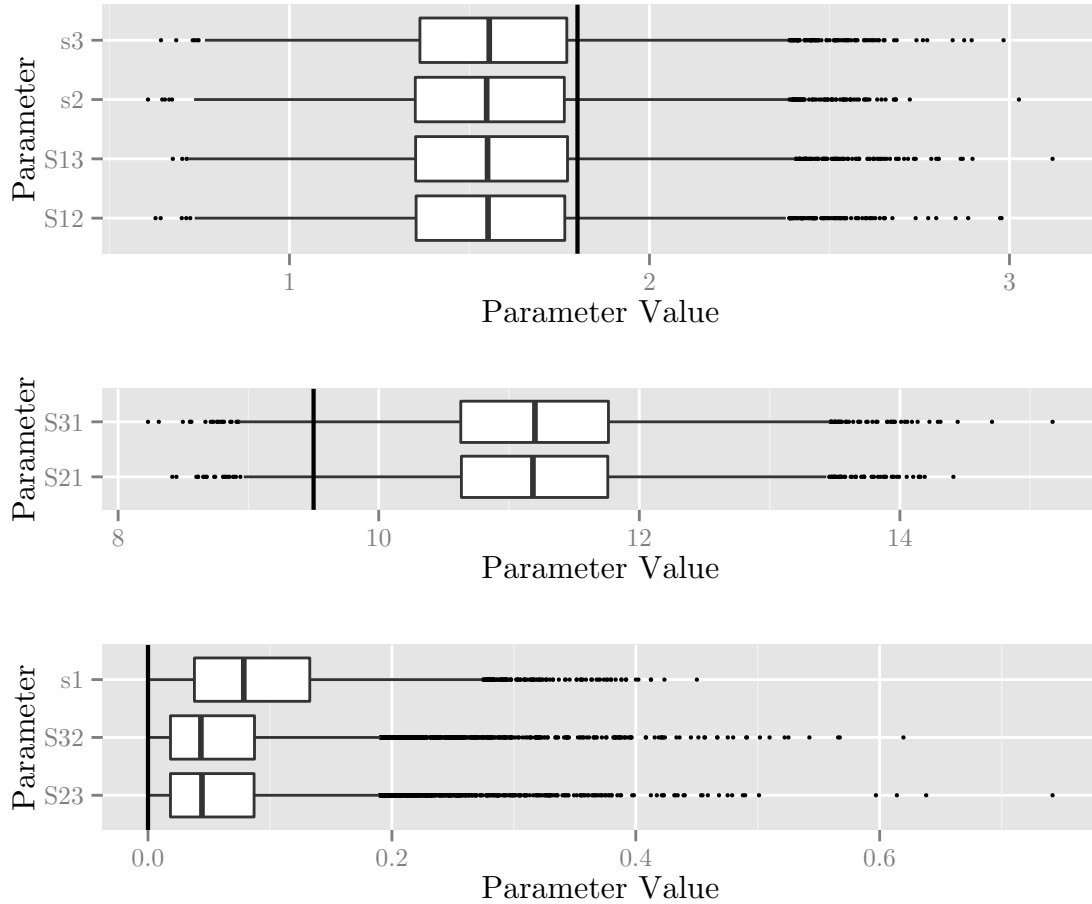 Parameter
s3
s2
S13
S12
1 2 3
Parameter Value
Parameter
S31
S21
8 10 12 14
Parameter Value
Parameter
s1
S32
S23
0.0 0.2 0.4 0.6
Parameter Value